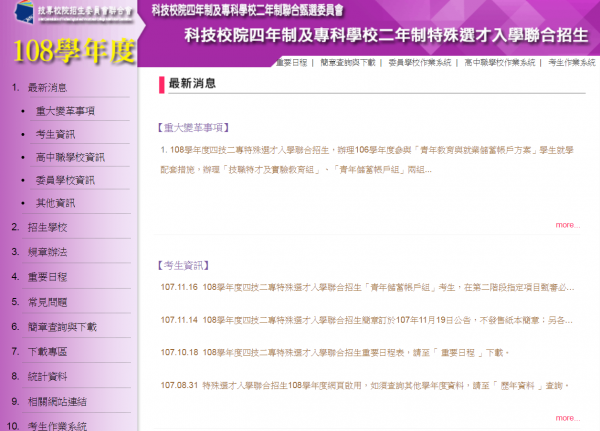 技專校院招生委員會聯合會
科技校院四年制及專科學校二年制聯合甄選委員會
108學年度
科技校院四年制及專科學校二年制特殊選才入學聯合招生
重要日程 | 簡章查詢與下載 | 委員學校作業系統 | 高中職學校作業系統 | 考生作業系統
1. 最新消息
• 重大變革事項
• 考生資訊
• 高中職學校資訊
• 委員學校資訊
• 其他資訊
2. 招生學校
3. 規章辦法
4. 重要日程
5. 常見問題
6. 簡章查詢與下載
7. 下載專區
8. 統計資料
9. 相關網站連結
10. 考生作業系統
最新消息
【重大變革事項】
1. 108學年度四技二專特殊選才入學聯合招生，辦理106學年度參與「青年教育與就業儲蓄帳戶方案」學生就學
配套措施，辦理「技職特才及實驗教育組」、「青年儲蓄帳戶組」兩組...
more...
【考生資訊】
107.11.16 108學年度四技二專特殊選才入學聯合招生「青年儲蓄帳戶組」考生，在第二階段指定項目甄審必...
107.11.14 108學年度四技二專特殊選才入學聯合招生簡章訂於107年11月19日公告，不發售紙本簡章；另各...
107.10.18 108學年度四技二專特殊選才入學聯合招生重要日程表，請至「 重要日程 」下載。
107.08.31 特殊選才入學聯合招生108學年度網頁啟用，如須查詢其他學年度資料，請至「 歷年資料 」查詢。
more...